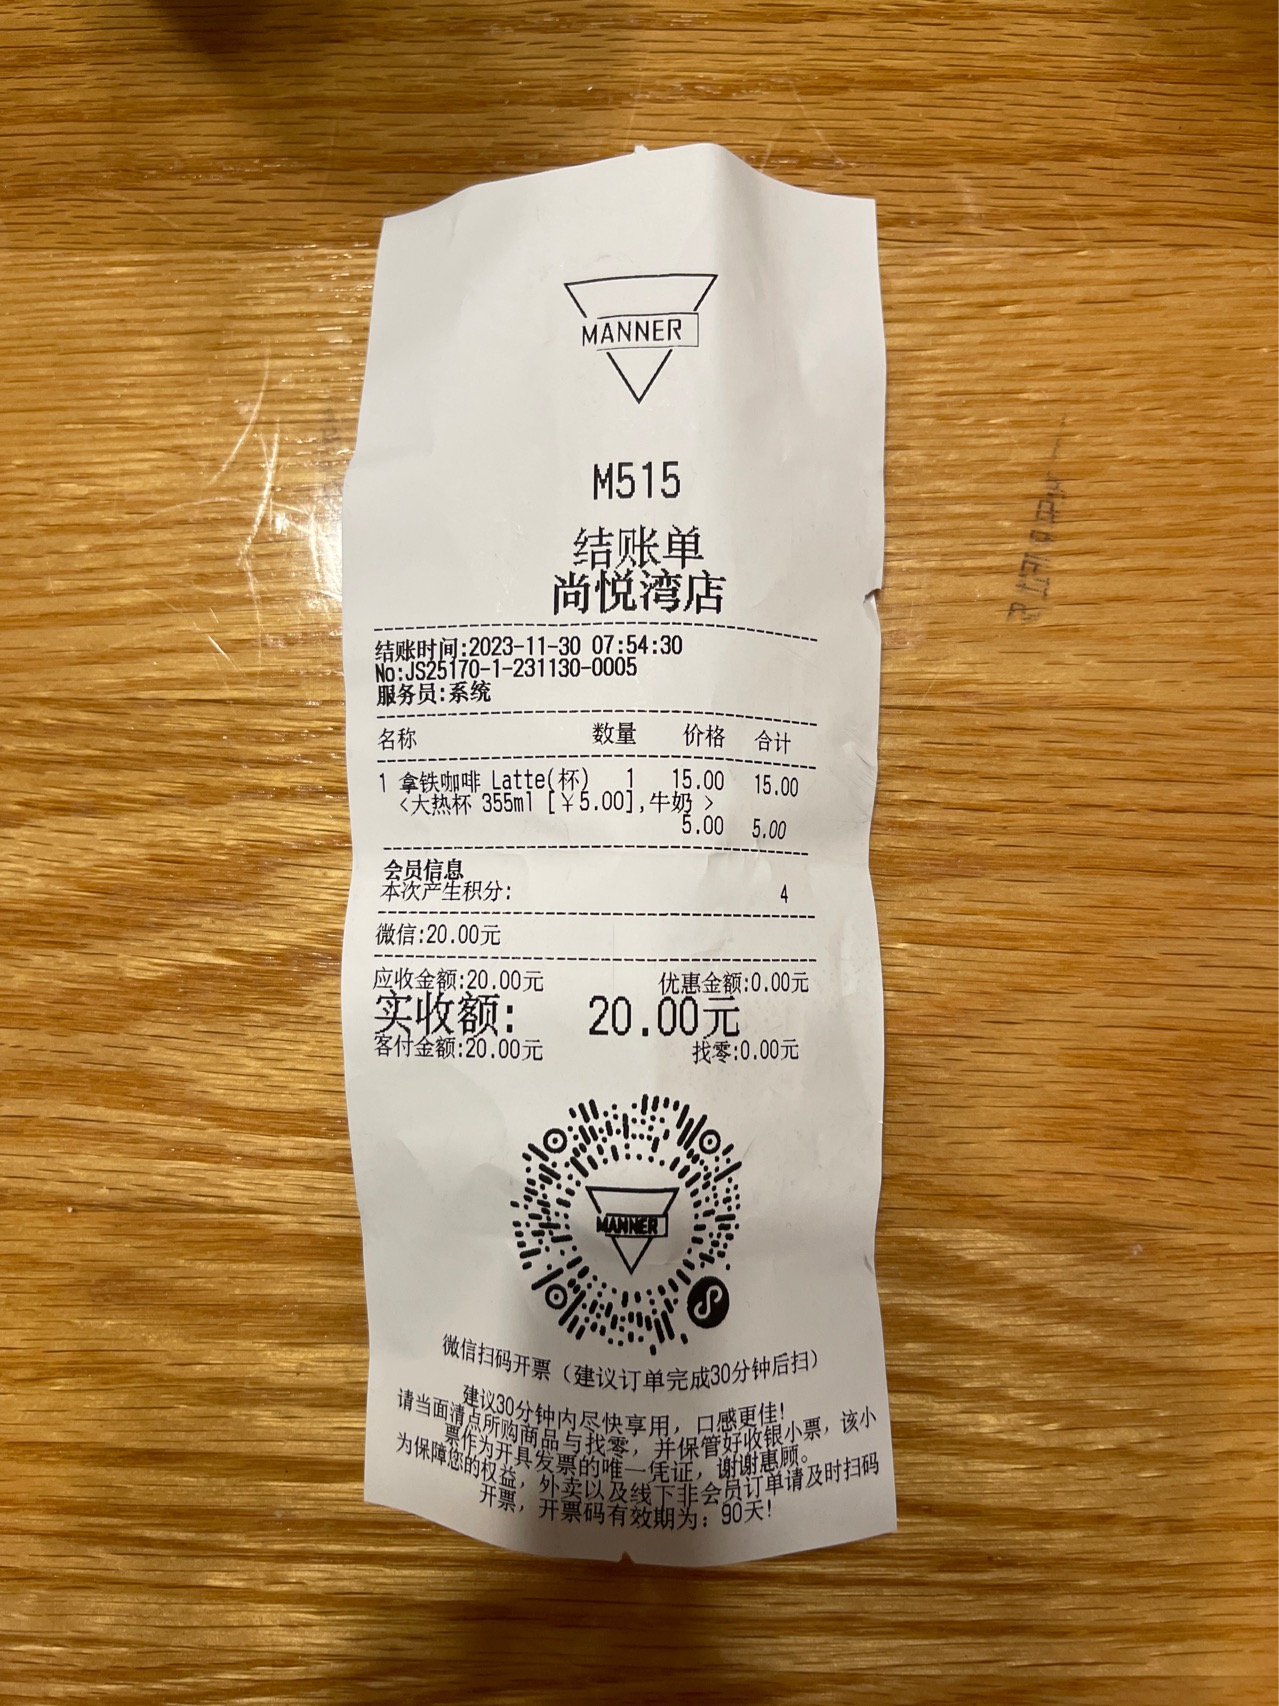 MANNER
M515
结账单
尚悦湾店
结账时间:2023-11-30 07:54:30
No:JS25170-1-231130-0005
服务员:系统
名称 数量 价格 合计
1 拿铁咖啡 Latte(杯) 1 15.00 15.00
<大热杯 355ml [¥5.00],牛奶 >
5.00 5.00
会员信息
本次产生积分: 4
微信:20.00元
应收金额:20.00元 优惠金额:0.00元
实收额: 20.00元
客付金额:20.00元 找零:0.00元
MANNER
微信扫码开票（建议订单完成30分钟后扫）
建议30分钟内尽快享用，口感更佳!
请当面清点所购商品与找零，并保管好收银小票，该小
票作为开具发票的唯一凭证，谢谢惠顾。
为保障您的权益，外卖以及线下非会员订单请及时扫码
开票，开票码有效期为：90天!